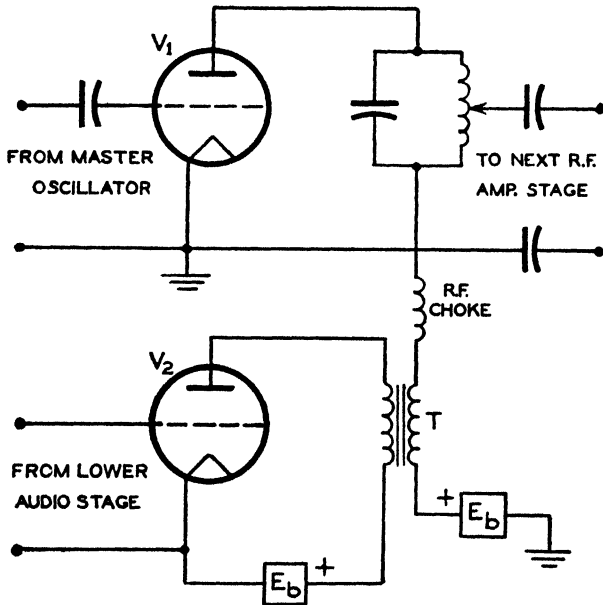 V1
FROM MASTER
OSCILLATOR
TO NEXT R.F.
AMP. STAGE
R.F.
CHOKE
V2
T
FROM LOWER
AUDIO STAGE
+
Eb
Eb
+